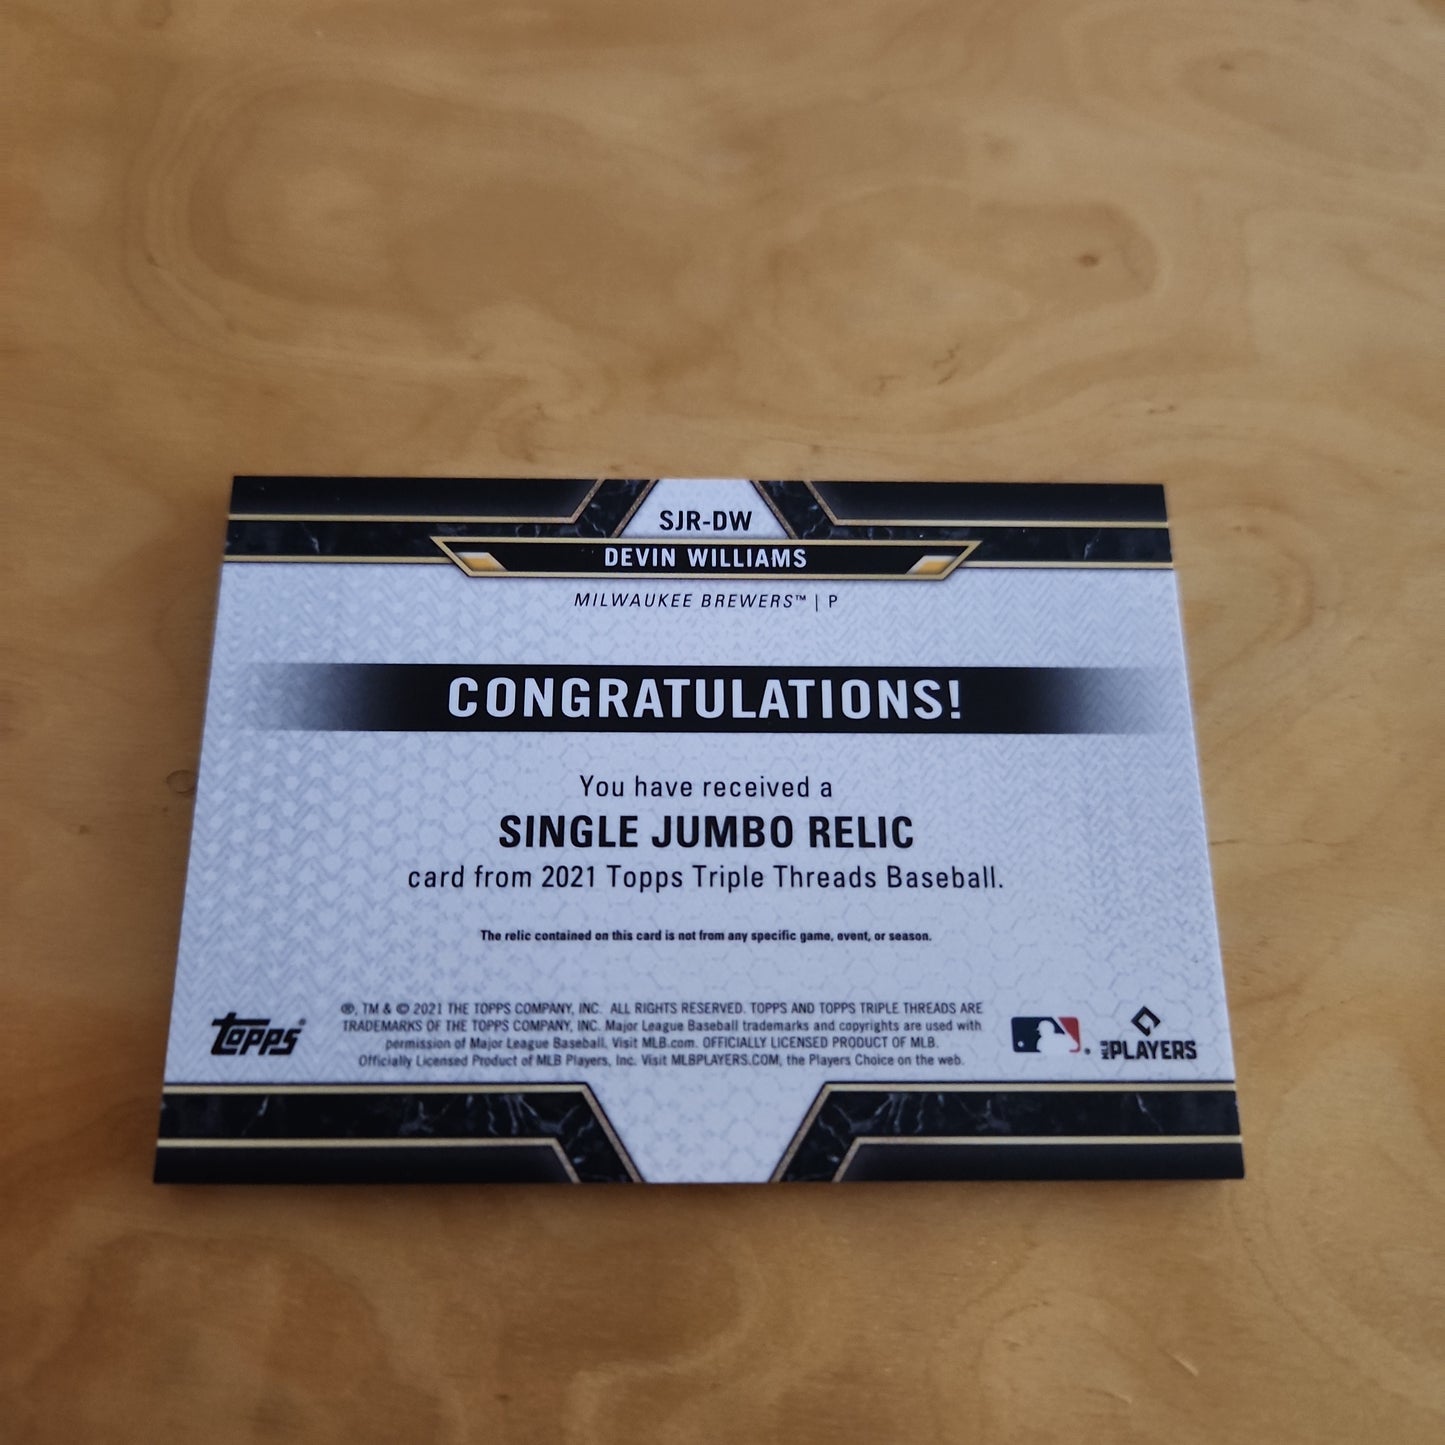 SJR-DW
DEVIN WILLIAMS
MILWAUKEE BREWERS™ | P
CONGRATULATIONS!
You have received a
SINGLE JUMBO RELIC
card from 2021 Topps Triple Threads Baseball.
The relic contained on this card is not from any specific game, event, or season.
®, TM & © 2021 THE TOPPS COMPANY, INC. ALL RIGHTS RESERVED. TOPPS AND TOPPS TRIPLE THREADS ARE
TRADEMARKS OF THE TOPPS COMPANY, INC. Major League Baseball trademarks and copyrights are used with
permission of Major League Baseball. Visit MLB.com. OFFICIALLY LICENSED PRODUCT OF MLB.
Officially Licensed Product of MLB Players, Inc. Visit MLBPLAYERS.COM, the Players Choice on the web.
topps®
MLB PLAYERS